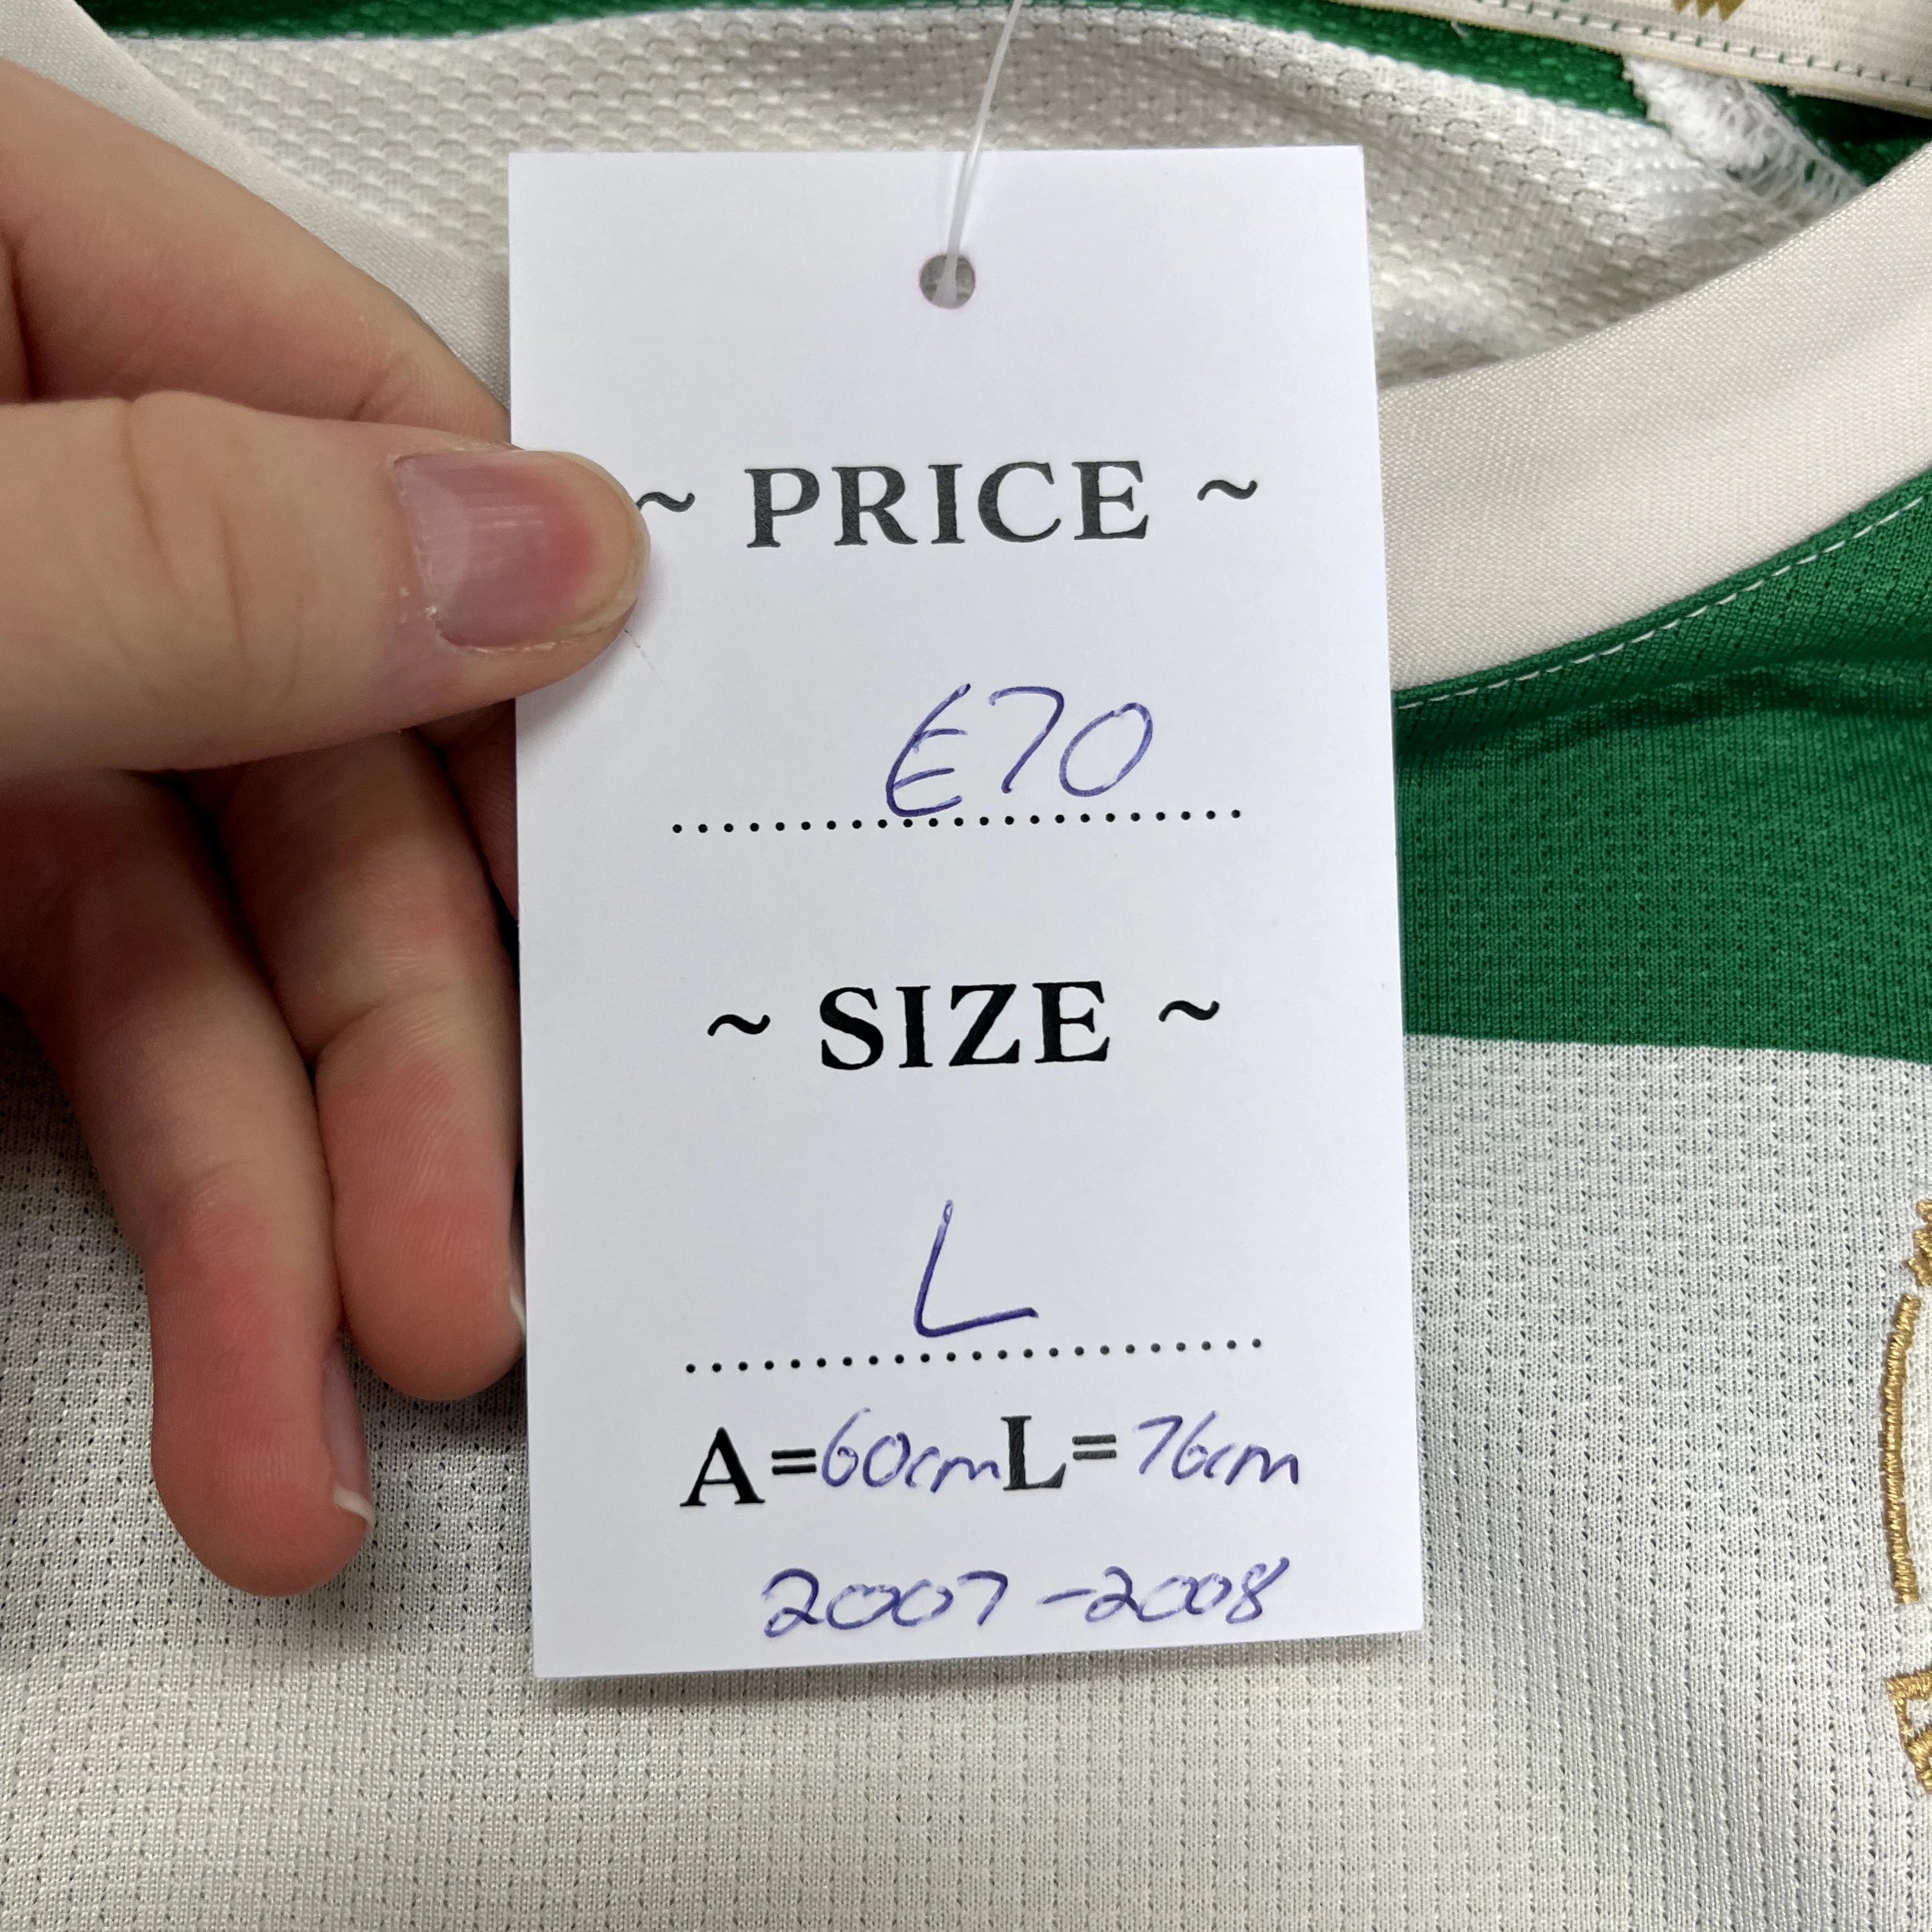 ~ PRICE ~
€70
~ SIZE ~
L
A=60cm L=76cm
2007-2008